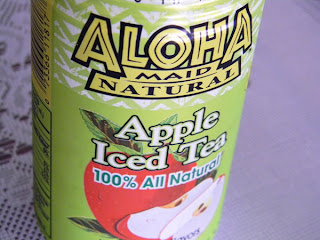 ALOHA
MAID
NATURAL
Apple
Iced Tea
100% All Natural